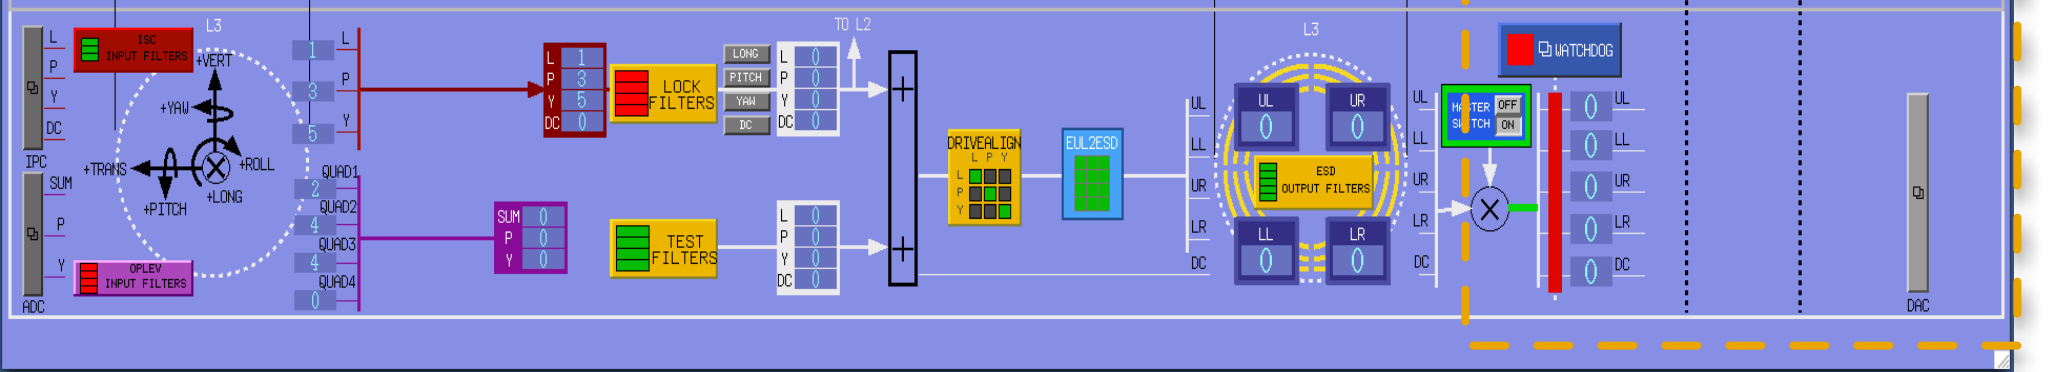 L3
TO L2
L3
ISC
INPUT FILTERS
L
P
Y
DC
IPC
+VERT
+YAW
+TRANS
+ROLL
+LONG
+PITCH
SUM
P
Y
ADC
OPLEV
INPUT FILTERS
1 L
3 P
5 Y
QUAD1
2
QUAD2
4
QUAD3
4
QUAD4
0
L 1
P 3
Y 5
DC 0
LOCK
FILTERS
LONG
PITCH
YAW
DC
L 0
P 0
Y 0
DC 0
SUM 0
P 0
Y 0
TEST
FILTERS
L 0
P 0
Y 0
DC 0
+
+
DRIVEALIGN
L P Y
L
P
Y
EUL2ESD
UL
LL
UR
LR
DC
UL
0
UR
0
ESD
OUTPUT FILTERS
LL
0
LR
0
UL
LL
UR
LR
DC
WATCHDOG
MASTER
SWITCH
OFF
ON
0 UL
0 LL
0 UR
0 LR
0 DC
DAC